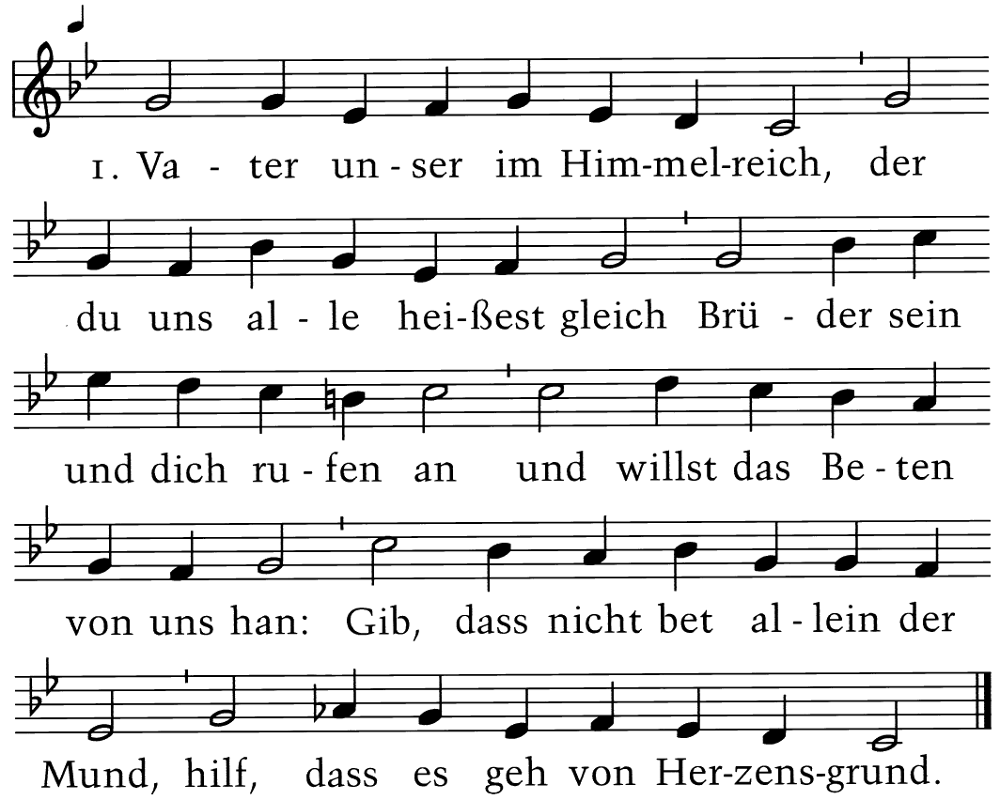 1. Va - ter un - ser im Him-mel-reich, der
du uns al - le hei-ßest gleich Brü - der sein
und dich ru - fen an und willst das Be - ten
von uns han: Gib, dass nicht bet al - lein der
Mund, hilf, dass es geh von Her-zens-grund.